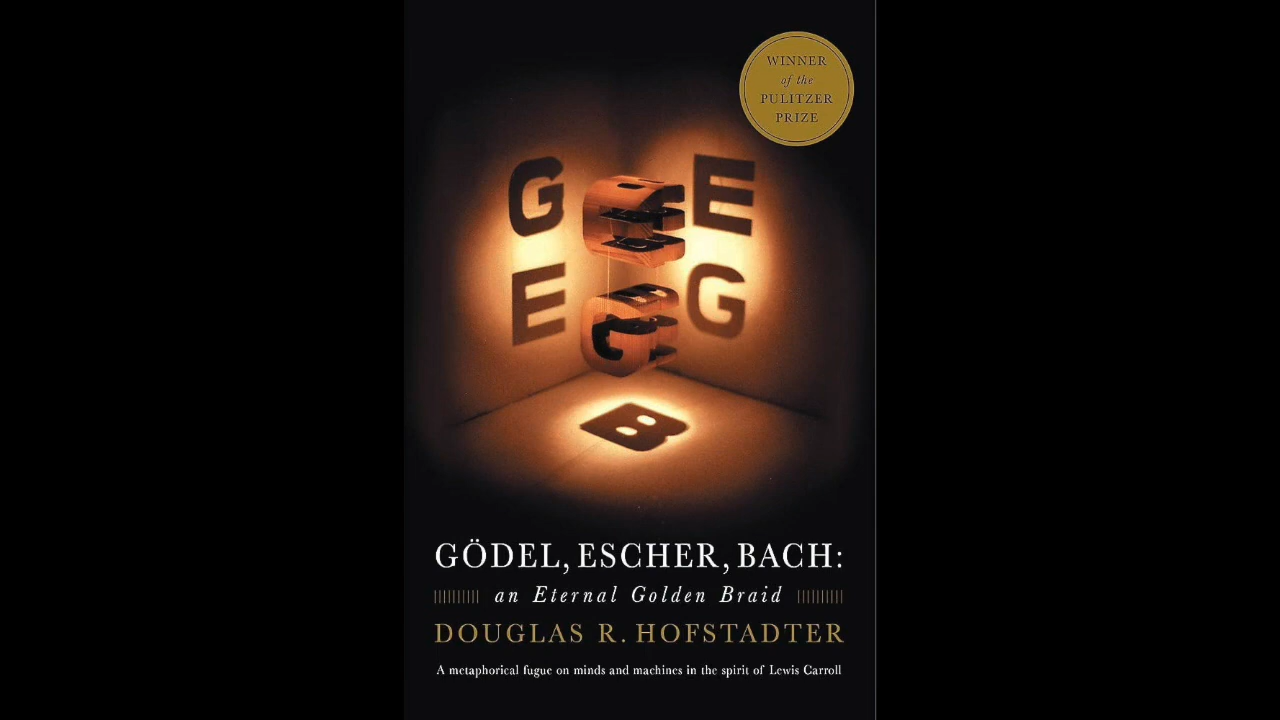 WINNER
of the
PULITZER
PRIZE
G E
E G
B
GÖDEL, ESCHER, BACH:
an Eternal Golden Braid
DOUGLAS R. HOFSTADTER
A metaphorical fugue on minds and machines in the spirit of Lewis Carroll